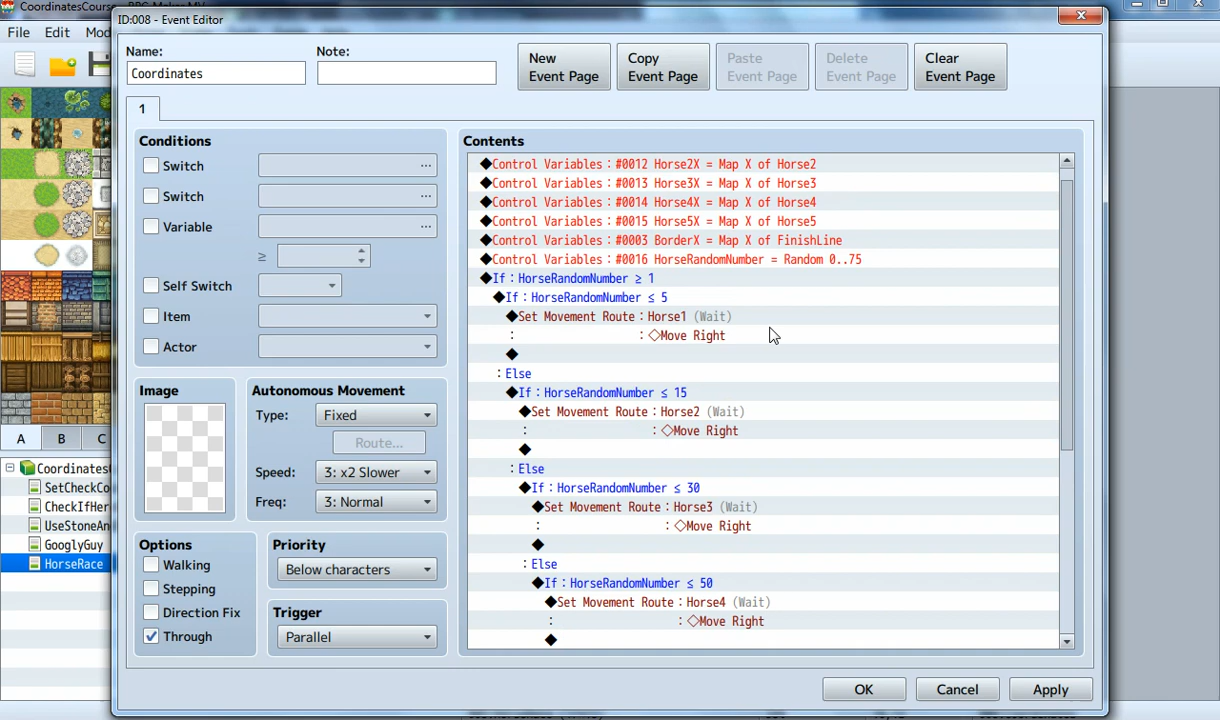 ID:008 - Event Editor
File Edit
Name:
Note:
Coordinates
New
Event Page
Copy
Event Page
Paste
Event Page
Delete
Event Page
Clear
Event Page
1
Conditions
Switch ...
Switch ...
Variable ...
≥
Self Switch
Item
Actor
Image
Autonomous Movement
Type: Fixed
Route...
Speed: 3: x2 Slower
Freq: 3: Normal
Options
Walking
Stepping
Direction Fix
Through
Priority
Below characters
Trigger
Parallel
Contents
◆Control Variables : #0012 Horse2X = Map X of Horse2
◆Control Variables : #0013 Horse3X = Map X of Horse3
◆Control Variables : #0014 Horse4X = Map X of Horse4
◆Control Variables : #0015 Horse5X = Map X of Horse5
◆Control Variables : #0003 BorderX = Map X of FinishLine
◆Control Variables : #0016 HorseRandomNumber = Random 0..75
◆If : HorseRandomNumber ≥ 1
◆If : HorseRandomNumber ≤ 5
◆Set Movement Route : Horse1 (Wait)
: : ◇Move Right
◆
: Else
◆If : HorseRandomNumber ≤ 15
◆Set Movement Route : Horse2 (Wait)
: : ◇Move Right
◆
: Else
◆If : HorseRandomNumber ≤ 30
◆Set Movement Route : Horse3 (Wait)
: : ◇Move Right
◆
: Else
◆If : HorseRandomNumber ≤ 50
◆Set Movement Route : Horse4 (Wait)
: : ◇Move Right
◆
A B C
GooglyGuy
HorseRace
OK
Cancel
Apply